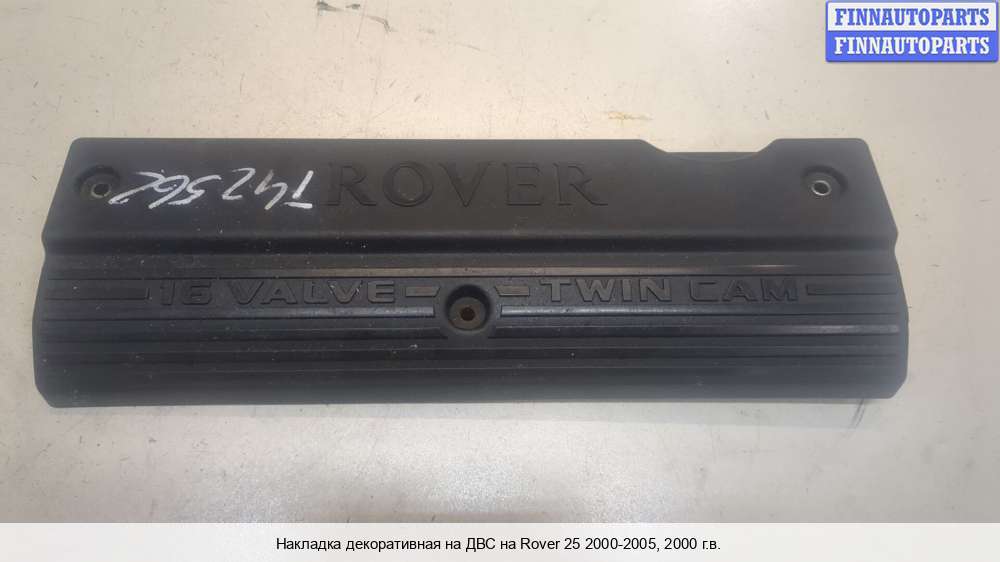 FINNAUTOPARTS
FINNAUTOPARTS
T42562
ROVER
16 VALVE TWIN CAM
Накладка декоративная на ДВС на Rover 25 2000-2005, 2000 г.в.